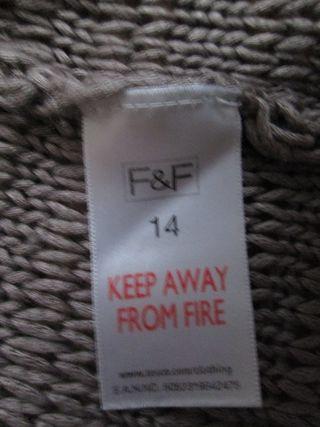 F&F
14
KEEP AWAY
FROM FIRE
www.tesco.com/clothing